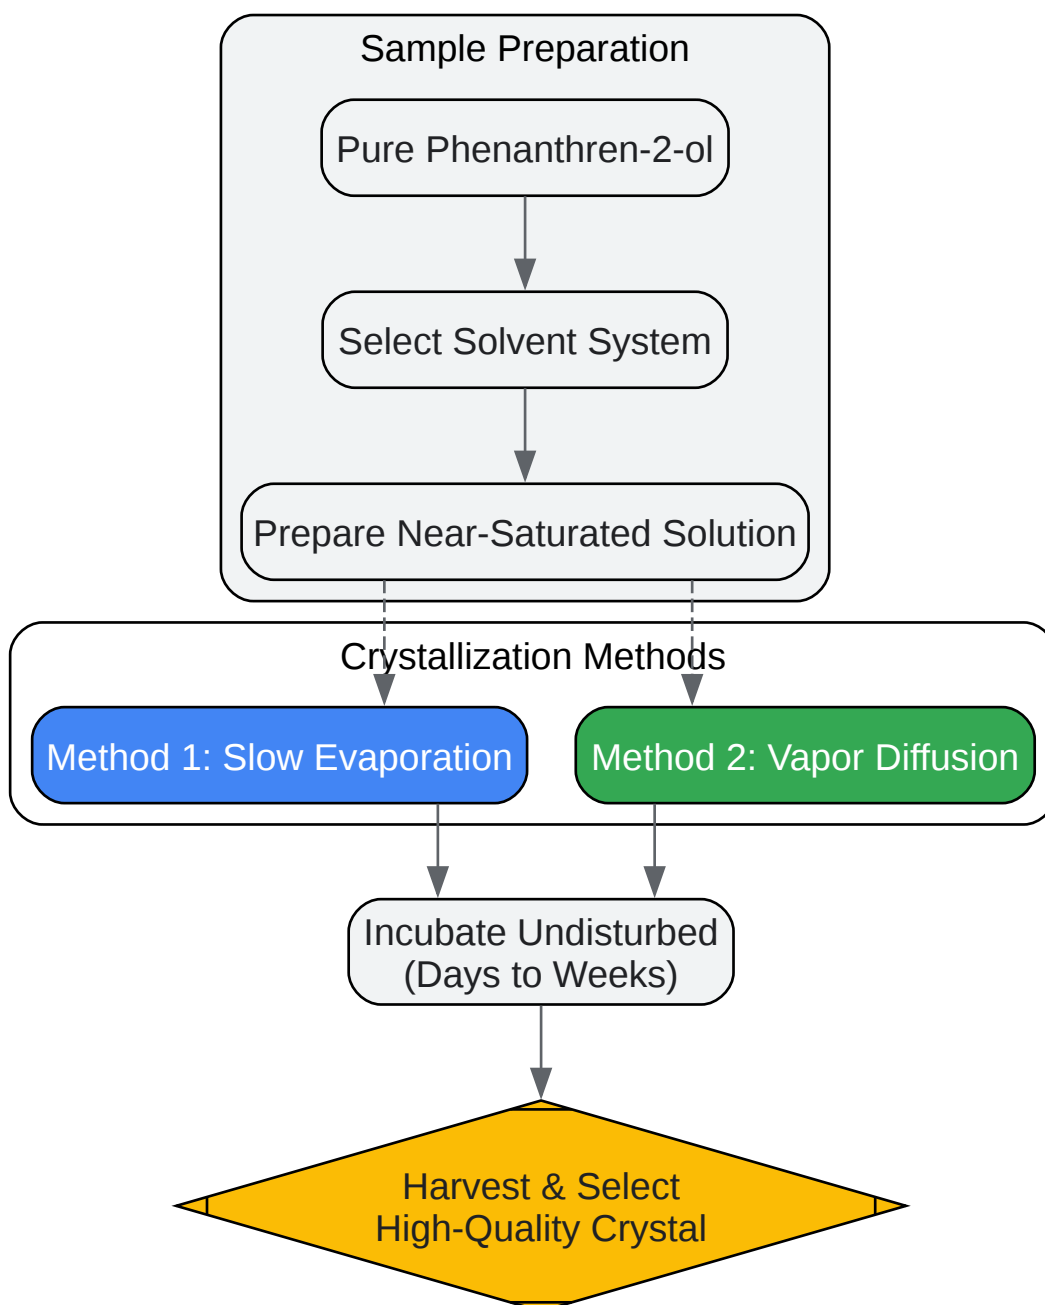 Sample Preparation
Pure Phenanthren-2-ol
Select Solvent System
Prepare Near-Saturated Solution
Crystallization Methods
Method 1: Slow Evaporation
Method 2: Vapor Diffusion
Incubate Undisturbed
(Days to Weeks)
Harvest & Select
High-Quality Crystal